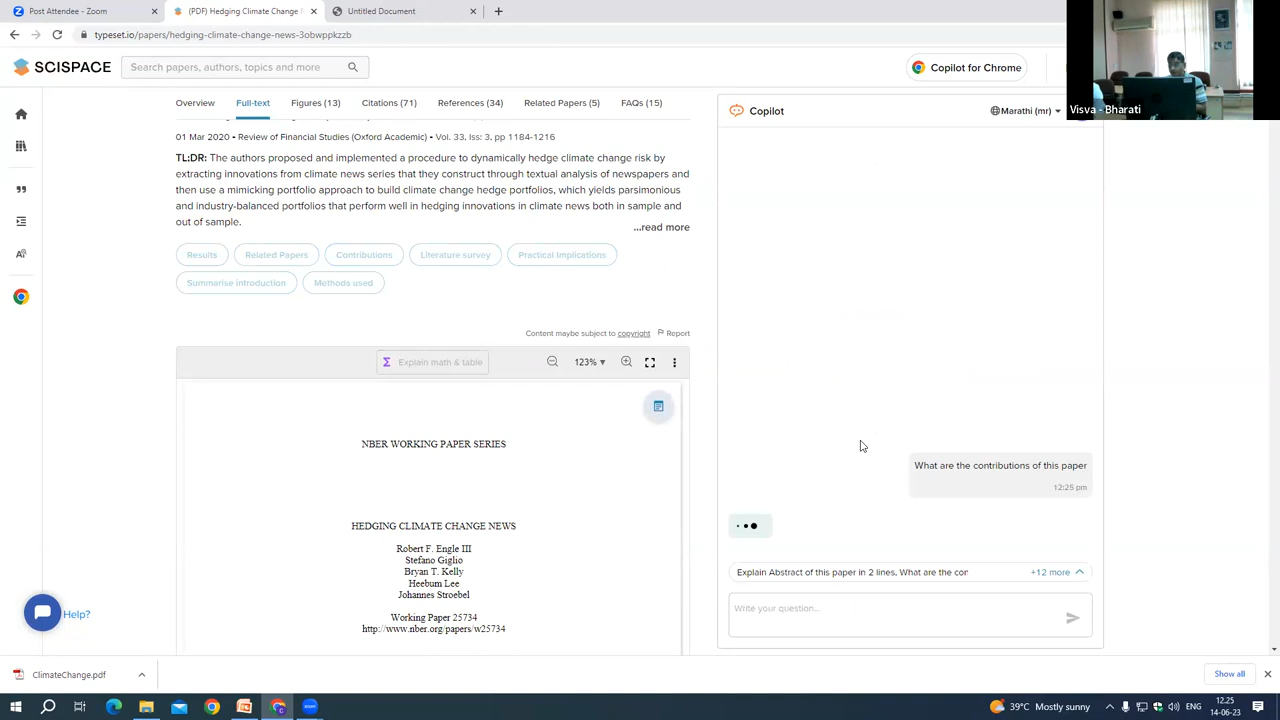 Post Attendee - Zoom
(PDF) Hedging Climate Change
Untitled Document
typeset.io/papers/hedging-climate-change-news-3obwppkzzb
SCISPACE
Search papers, authors, topics and more
Copilot for Chrome
Visva - Bharati
Overview
Full-text
Figures (13)
Citations (71)
References (34)
Related Papers (5)
FAQs (15)
Copilot
Marathi (mr)
01 Mar 2020 • Review of Financial Studies (Oxford Academic) • Vol. 33, Iss: 3, pp 1184-1216
TL;DR: The authors proposed and implemented a procedure to dynamically hedge climate change risk by
extracting innovations from climate news series that they construct through textual analysis of newspapers and
then use a mimicking portfolio approach to build climate change hedge portfolios, which yields parsimonious
and industry-balanced portfolios that perform well in hedging innovations in climate news both in sample and
out of sample.
...read more
Results
Related Papers
Contributions
Literature survey
Practical Implications
Summarise introduction
Methods used
Content maybe subject to copyright
Report
Explain math & table
123%
NBER WORKING PAPER SERIES
HEDGING CLIMATE CHANGE NEWS
Robert F. Engle III
Stefano Giglio
Bryan T. Kelly
Heebum Lee
Johannes Stroebel
Working Paper 25734
http://www.nber.org/papers/w25734
What are the contributions of this paper
12:25 pm
Explain Abstract of this paper in 2 lines, What are the con
+12 more
Write your question...
Help?
ClimateChange.pdf
Show all
39°C Mostly sunny
ENG
12.25
14-06-23